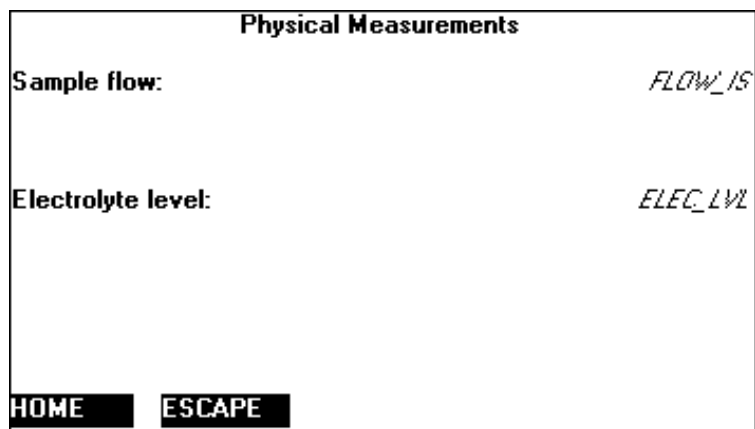 Physical Measurements
Sample flow: FLOW_IS
Electrolyte level: ELEC_LVL
HOME ESCAPE